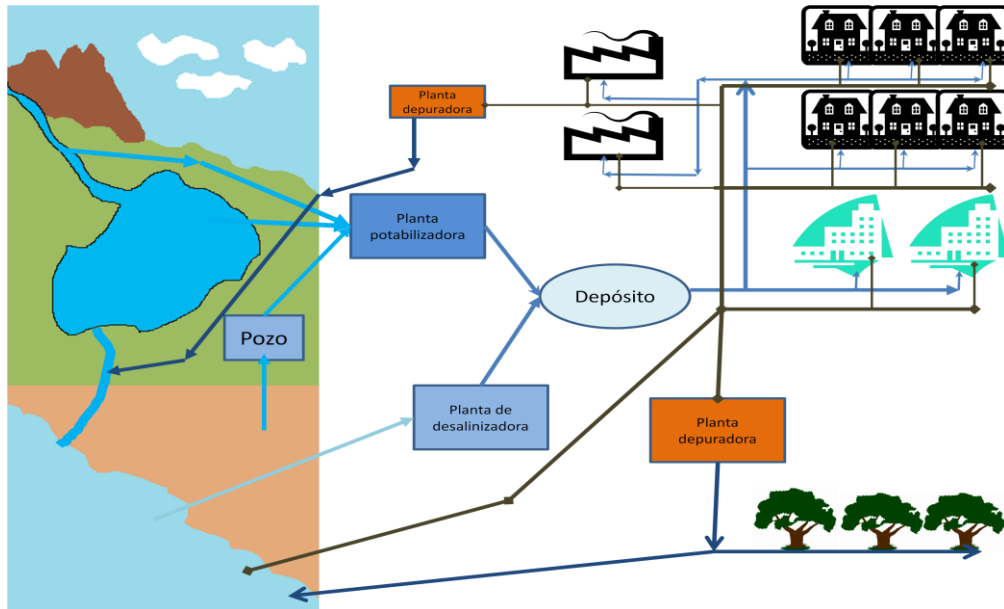 Planta
depuradora
Planta
potabilizadora
Depósito
Pozo
Planta de
desalinizadora
Planta
depuradora